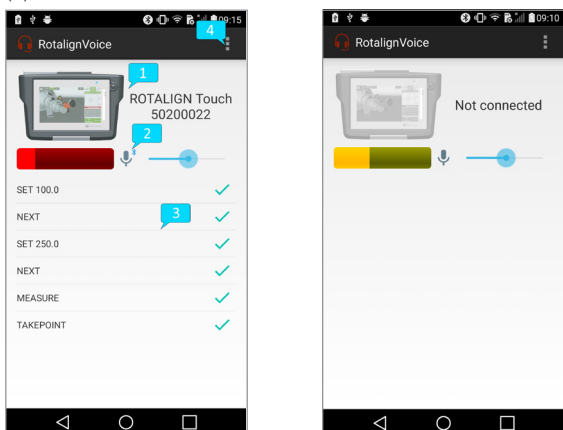 09:15
RotalignVoice
4
1
ROTALIGN Touch
50200022
2
SET 100.0
NEXT
3
SET 250.0
NEXT
MEASURE
TAKEPOINT
09:10
RotalignVoice
Not connected